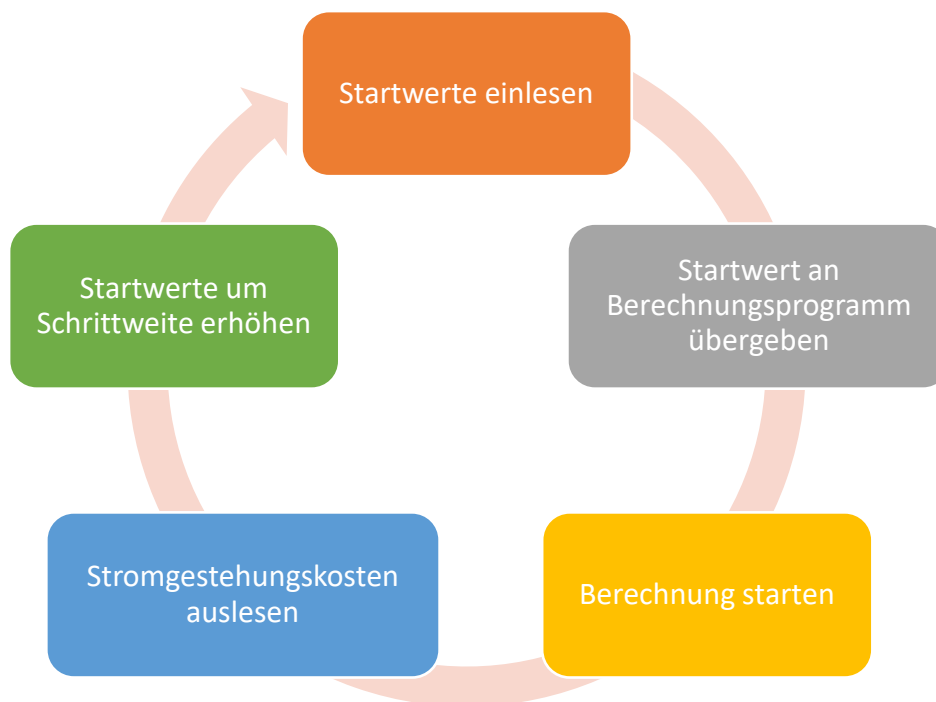 Startwerte einlesen
Startwert an
Berechnungsprogramm
übergeben
Berechnung starten
Stromgestehungskosten
auslesen
Startwerte um
Schrittweite erhöhen